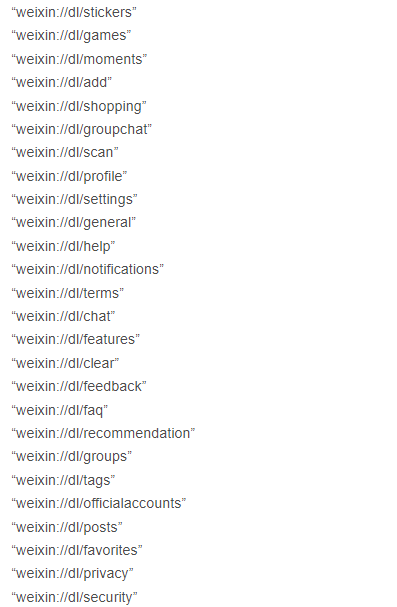 “weixin://dl/stickers”
“weixin://dl/games”
“weixin://dl/moments”
“weixin://dl/add”
“weixin://dl/shopping”
“weixin://dl/groupchat”
“weixin://dl/scan”
“weixin://dl/profile”
“weixin://dl/settings”
“weixin://dl/general”
“weixin://dl/help”
“weixin://dl/notifications”
“weixin://dl/terms”
“weixin://dl/chat”
“weixin://dl/features”
“weixin://dl/clear”
“weixin://dl/feedback”
“weixin://dl/faq”
“weixin://dl/recommendation”
“weixin://dl/groups”
“weixin://dl/tags”
“weixin://dl/officialaccounts”
“weixin://dl/posts”
“weixin://dl/favorites”
“weixin://dl/privacy”
“weixin://dl/security”